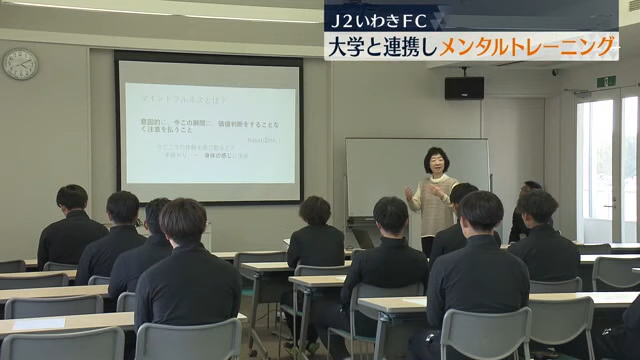 J2いわきFC
大学と連携しメンタルトレーニング
マインドフルネスとは？
意図的に、今この瞬間に、価値判断をすることな
く注意を払うこと